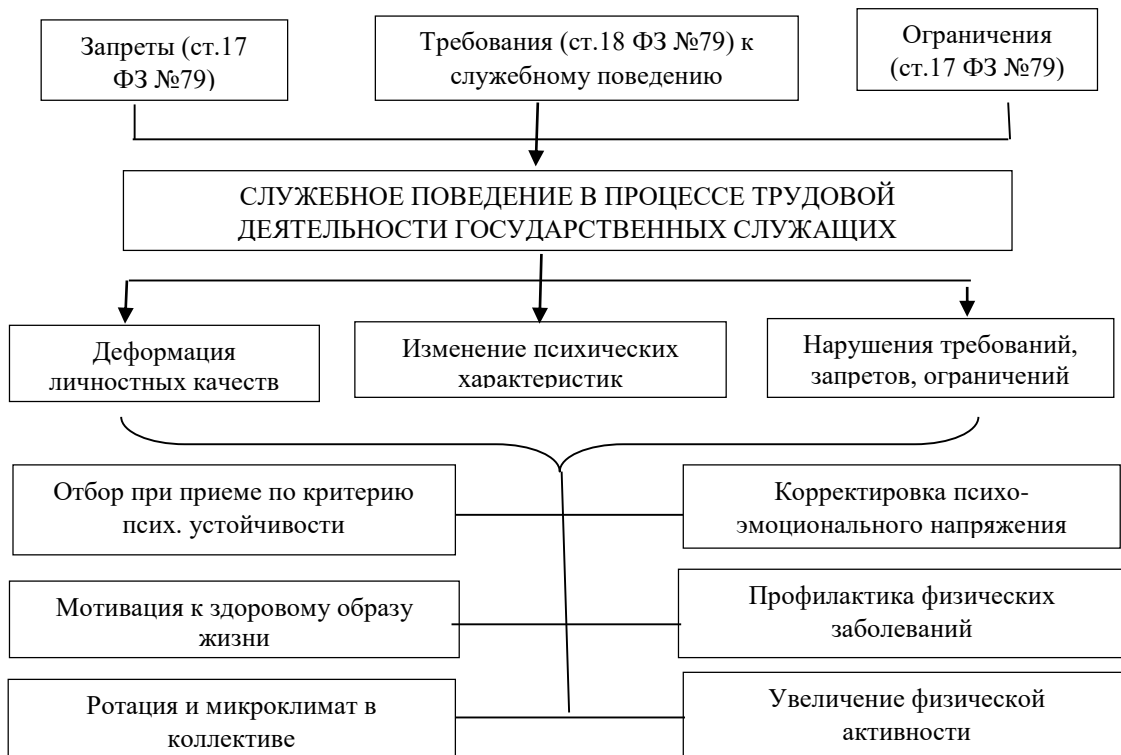 Запреты (ст.17
ФЗ №79)
Требования (ст.18 ФЗ №79) к
служебному поведению
Ограничения
(ст.17 ФЗ №79)
СЛУЖЕБНОЕ ПОВЕДЕНИЕ В ПРОЦЕССЕ ТРУДОВОЙ
ДЕЯТЕЛЬНОСТИ ГОСУДАРСТВЕННЫХ СЛУЖАЩИХ
Деформация
личностных качеств
Изменение психических
характеристик
Нарушения требований,
запретов, ограничений
Отбор при приеме по критерию
псих. устойчивости
Корректировка психо-
эмоционального напряжения
Мотивация к здоровому образу
жизни
Профилактика физических
заболеваний
Ротация и микроклимат в
коллективе
Увеличение физической
активности